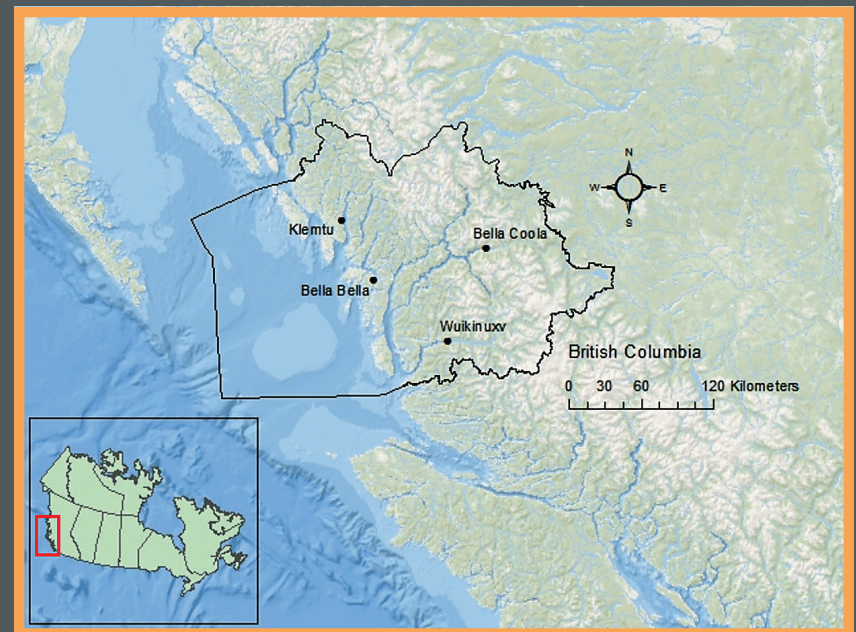 N
W
E
S
Klemtu
Bella Coola
Bella Bella
Wuikinuxv
British Columbia
0 30 60 120 Kilometers